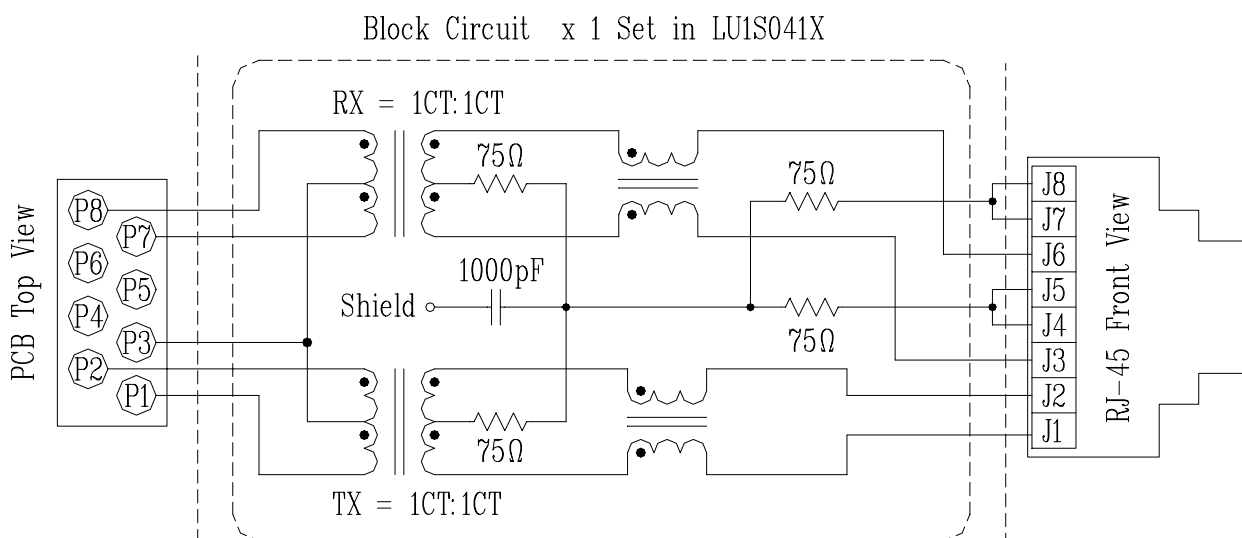 Block Circuit x 1 Set in LU1S041X
RX = 1CT:1CT
75Ω
75Ω
PCB Top View
P8
P7
P6
P5
P4
P3
P2
P1
1000pF
Shield
75Ω
75Ω
TX = 1CT:1CT
J8
J7
J6
J5
J4
J3
J2
J1
RJ-45 Front View